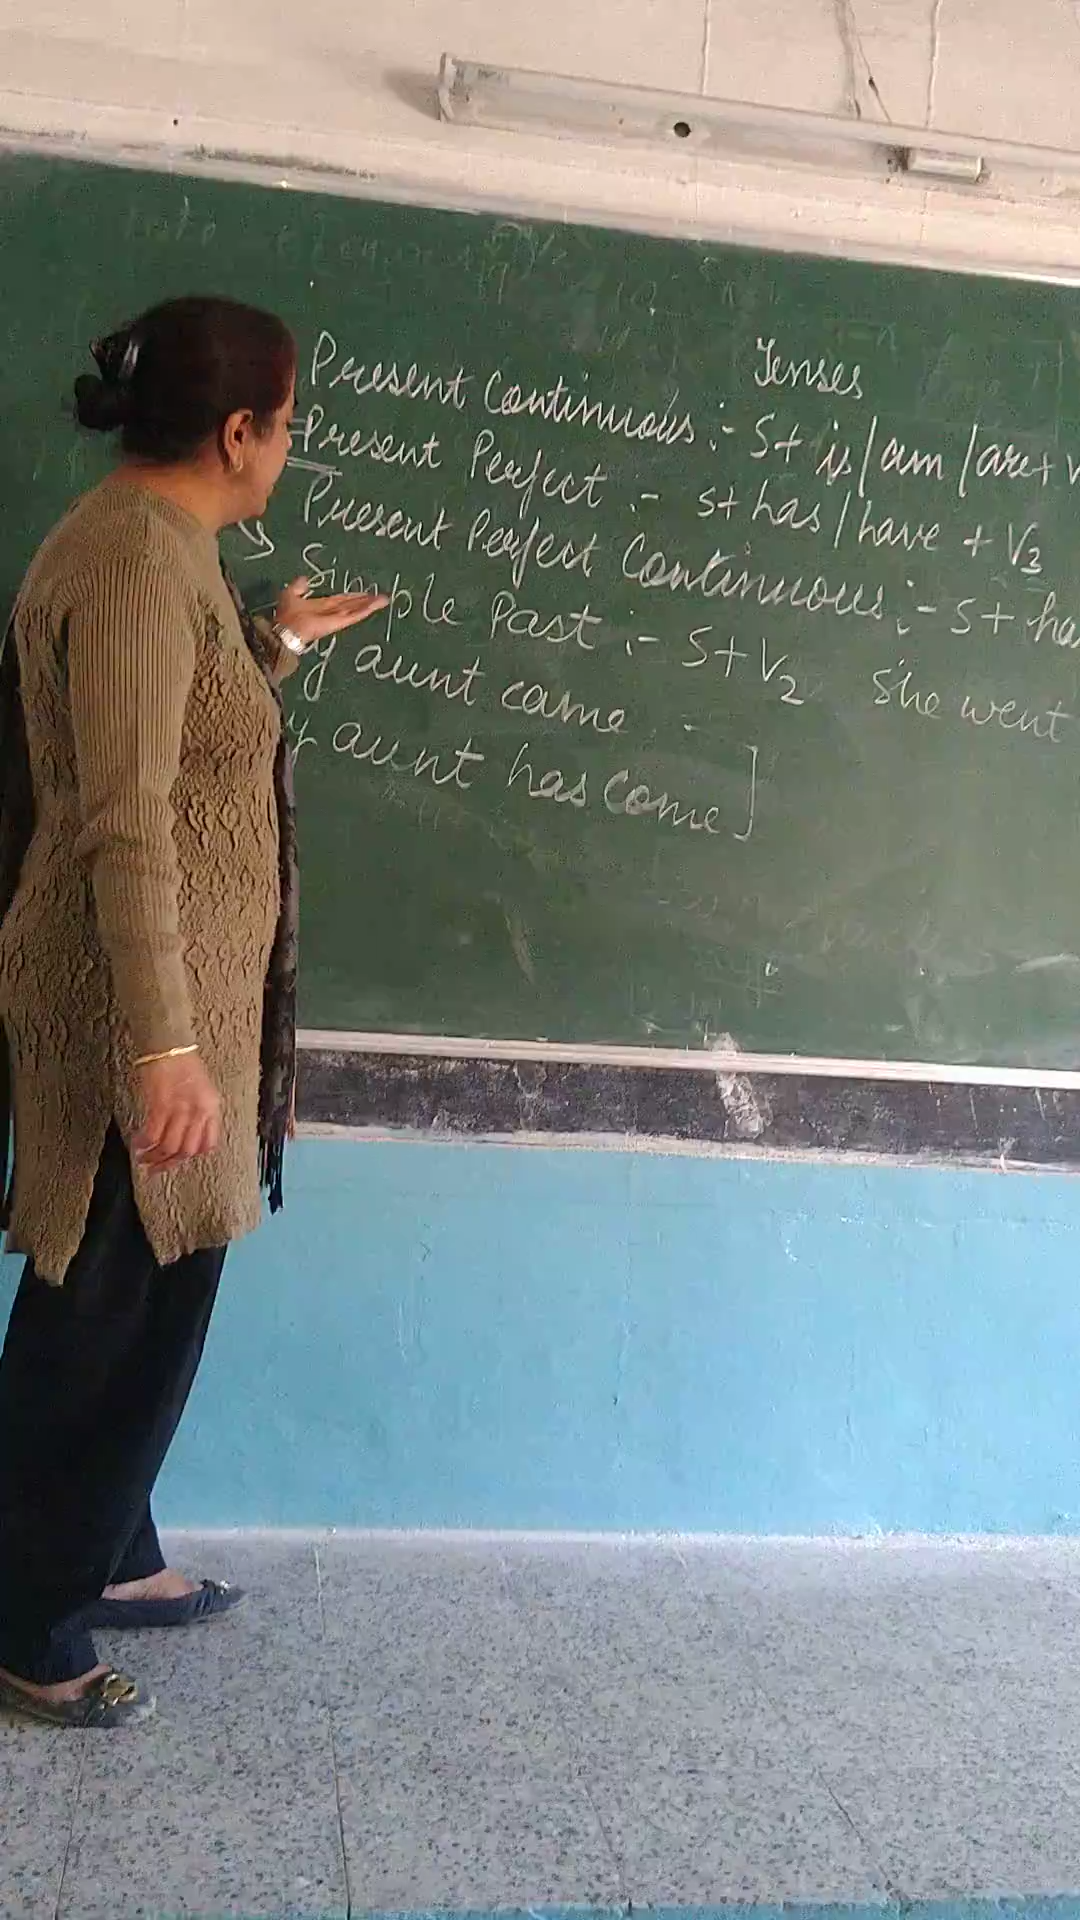 Tenses
Present Continuous :- S+ is/am/are+ V
Present Perfect :- S+ has/have + V3
Present Perfect Continuous :- S+ ha
Simple Past :- S+V2 She went
y aunt came .
y aunt has come]